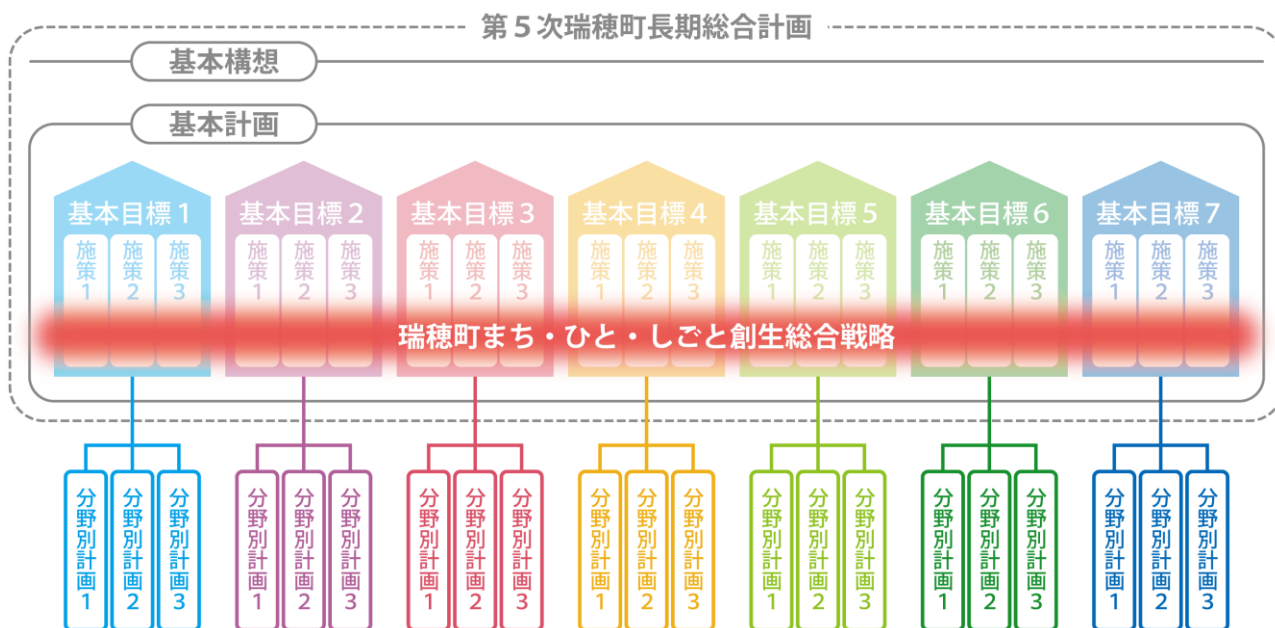 第5次瑞穂町長期総合計画
基本構想
基本計画
基本目標1
基本目標2
基本目標3
基本目標4
基本目標5
基本目標6
基本目標7
施策1
施策2
施策3
施策1
施策2
施策3
施策1
施策2
施策3
施策1
施策2
施策3
施策1
施策2
施策3
施策1
施策2
施策3
施策1
施策2
施策3
瑞穂町まち・ひと・しごと創生総合戦略
分野別計画1
分野別計画2
分野別計画3
分野別計画1
分野別計画2
分野別計画3
分野別計画1
分野別計画2
分野別計画3
分野別計画1
分野別計画2
分野別計画3
分野別計画1
分野別計画2
分野別計画3
分野別計画1
分野別計画2
分野別計画3
分野別計画1
分野別計画2
分野別計画3